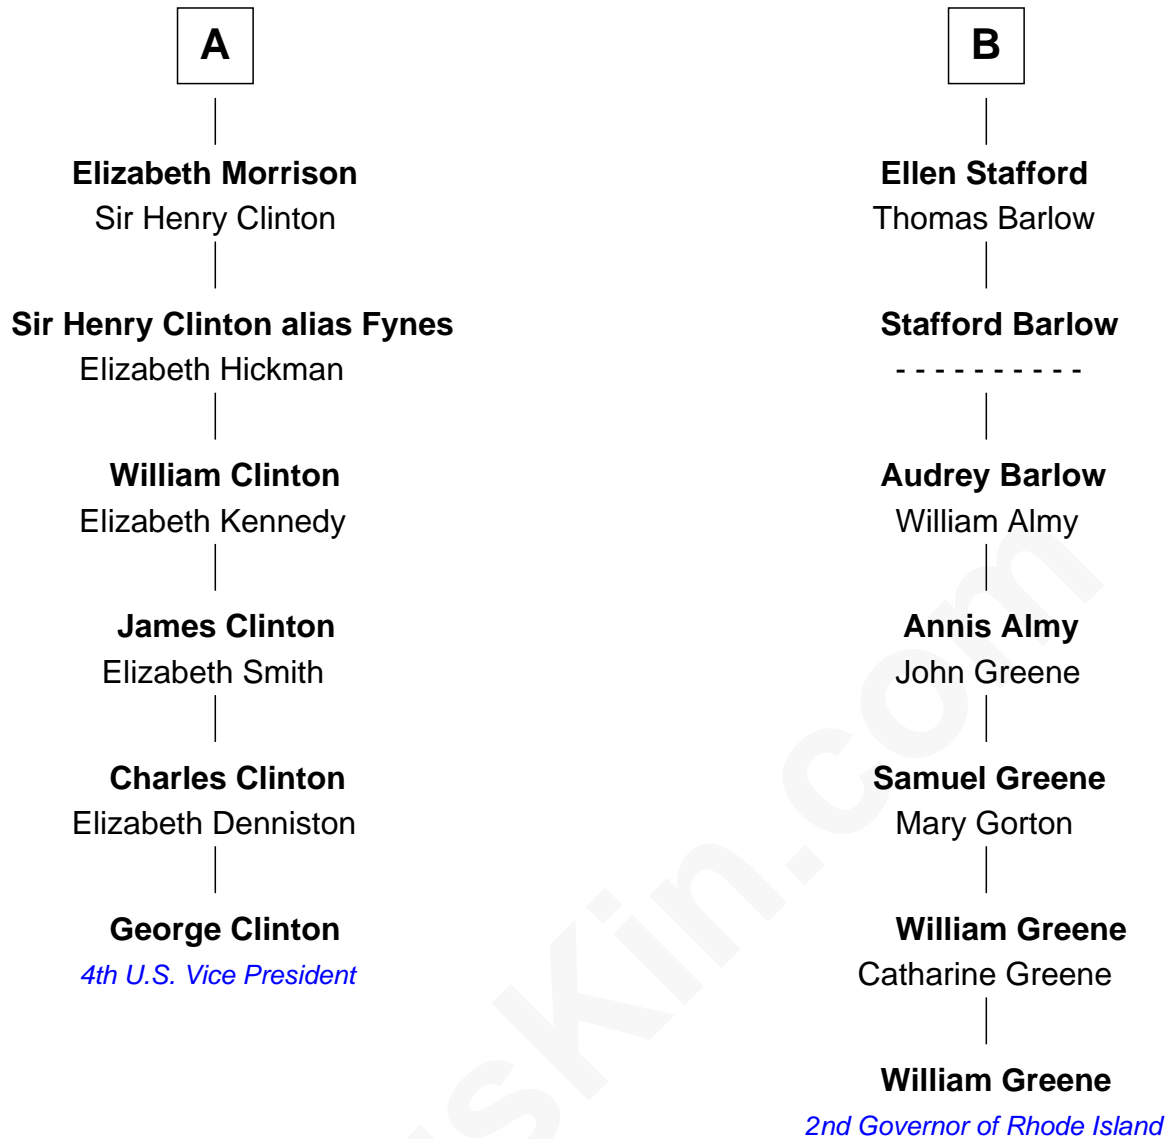 A
Elizabeth Morrison
Sir Henry Clinton
Sir Henry Clinton alias Fynes
Elizabeth Hickman
William Clinton
Elizabeth Kennedy
James Clinton
Elizabeth Smith
Charles Clinton
Elizabeth Denniston
George Clinton
4th U.S. Vice President
B
Ellen Stafford
Thomas Barlow
Stafford Barlow
- - - - - - - - - -
Audrey Barlow
William Almy
Annis Almy
John Greene
Samuel Greene
Mary Gorton
William Greene
Catharine Greene
William Greene
2nd Governor of Rhode Island